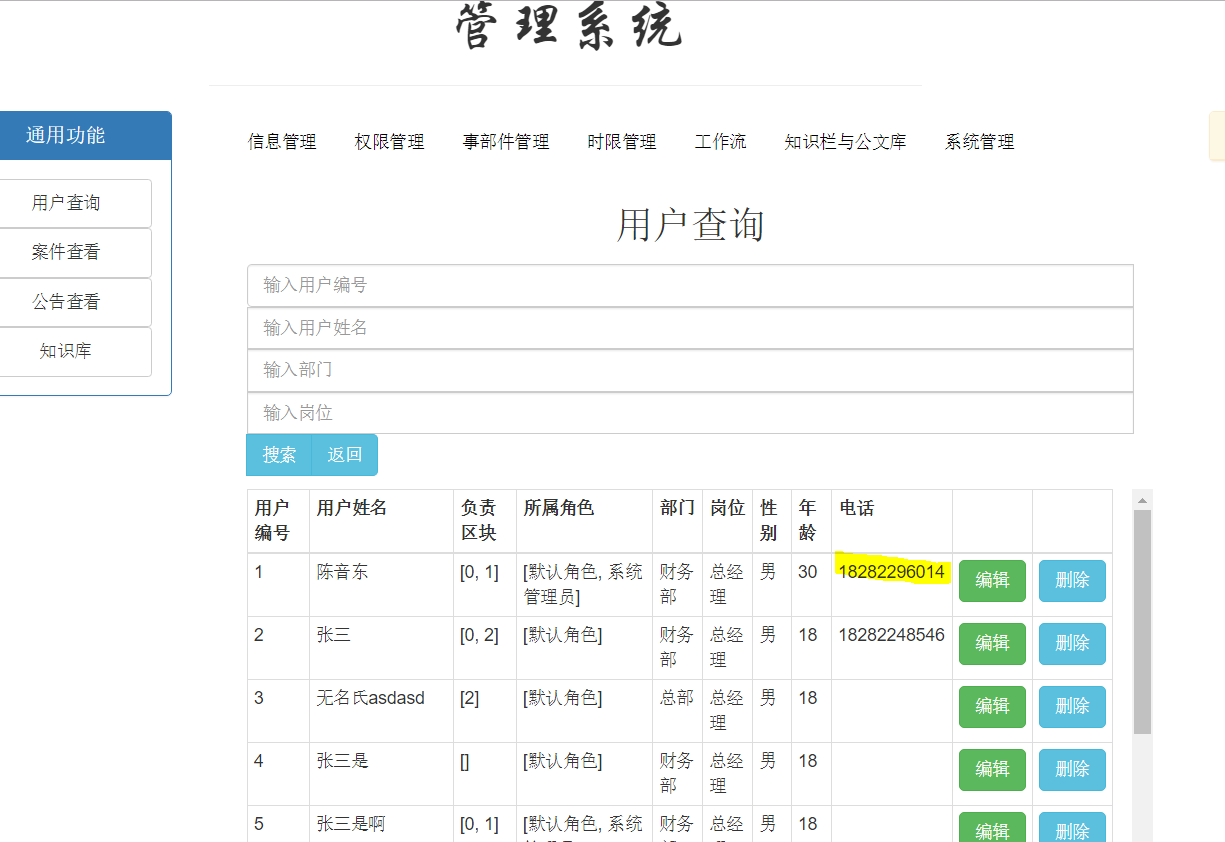 管理系统
通用功能
用户查询
案件查看
公告查看
知识库
信息管理 权限管理 事部件管理 时限管理 工作流 知识栏与公文库 系统管理
用户查询
输入用户编号
输入用户姓名
输入部门
输入岗位
搜索 返回
用户 用户姓名 负责 所属角色 部门 岗位 性 年 电话
编号 区块 别 龄
1 陈音东 [0, 1] [默认角色, 系统 财务 总经 男 30 18282296014 编辑 删除
管理员] 部 理
2 张三 [0, 2] [默认角色] 财务 总经 男 18 18282248546 编辑 删除
部 理
3 无名氏asdasd [2] [默认角色] 总部 总经 男 18 编辑 删除
理
4 张三是 [] [默认角色] 财务 总经 男 18 编辑 删除
部 理
5 张三是啊 [0, 1] [默认角色, 系统 财务 总经 男 18 编辑 删除